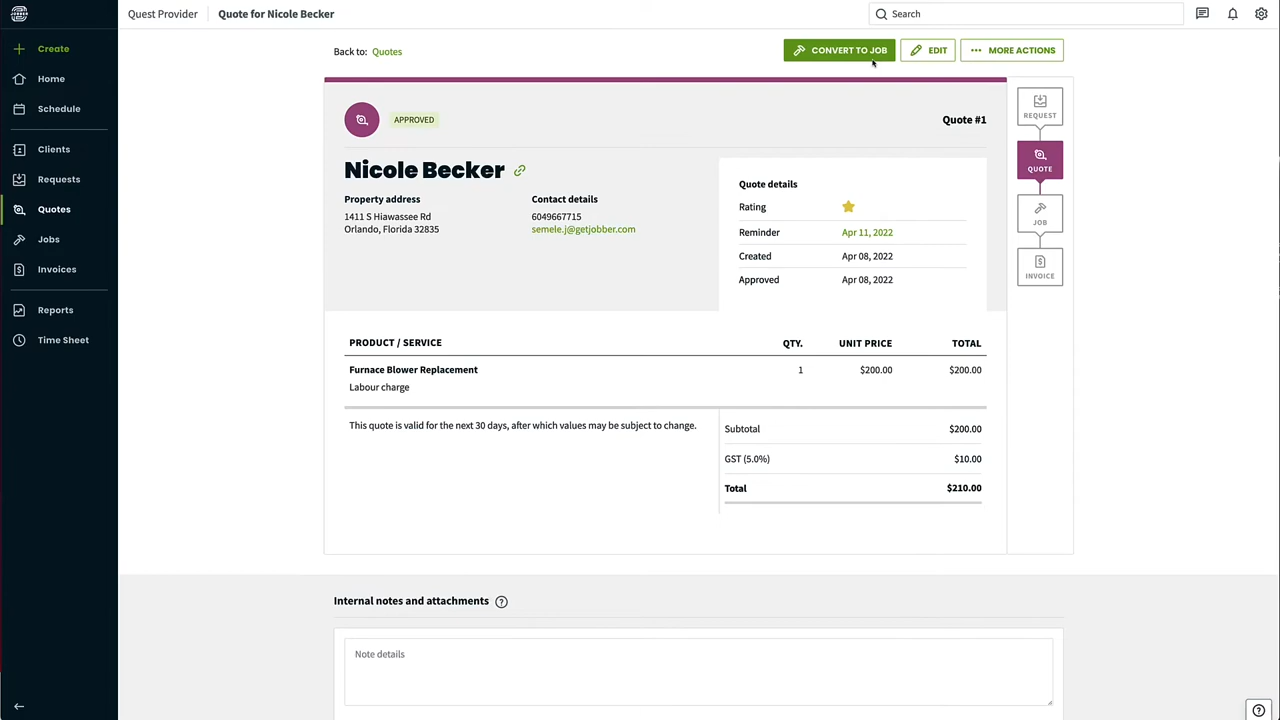 Quest Provider
Quote for Nicole Becker
Search
Create
Home
Schedule
Clients
Requests
Quotes
Jobs
Invoices
Reports
Time Sheet
Back to: Quotes
CONVERT TO JOB
EDIT
MORE ACTIONS
APPROVED
Quote #1
Nicole Becker
Property address
1411 S Hiawassee Rd
Orlando, Florida 32835
Contact details
6049667715
semele.j@getjobber.com
Quote details
Rating
Reminder Apr 11, 2022
Created Apr 08, 2022
Approved Apr 08, 2022
REQUEST
QUOTE
JOB
INVOICE
PRODUCT / SERVICE QTY. UNIT PRICE TOTAL
Furnace Blower Replacement 1 $200.00 $200.00
Labour charge
This quote is valid for the next 30 days, after which values may be subject to change.
Subtotal $200.00
GST (5.0%) $10.00
Total $210.00
Internal notes and attachments
Note details